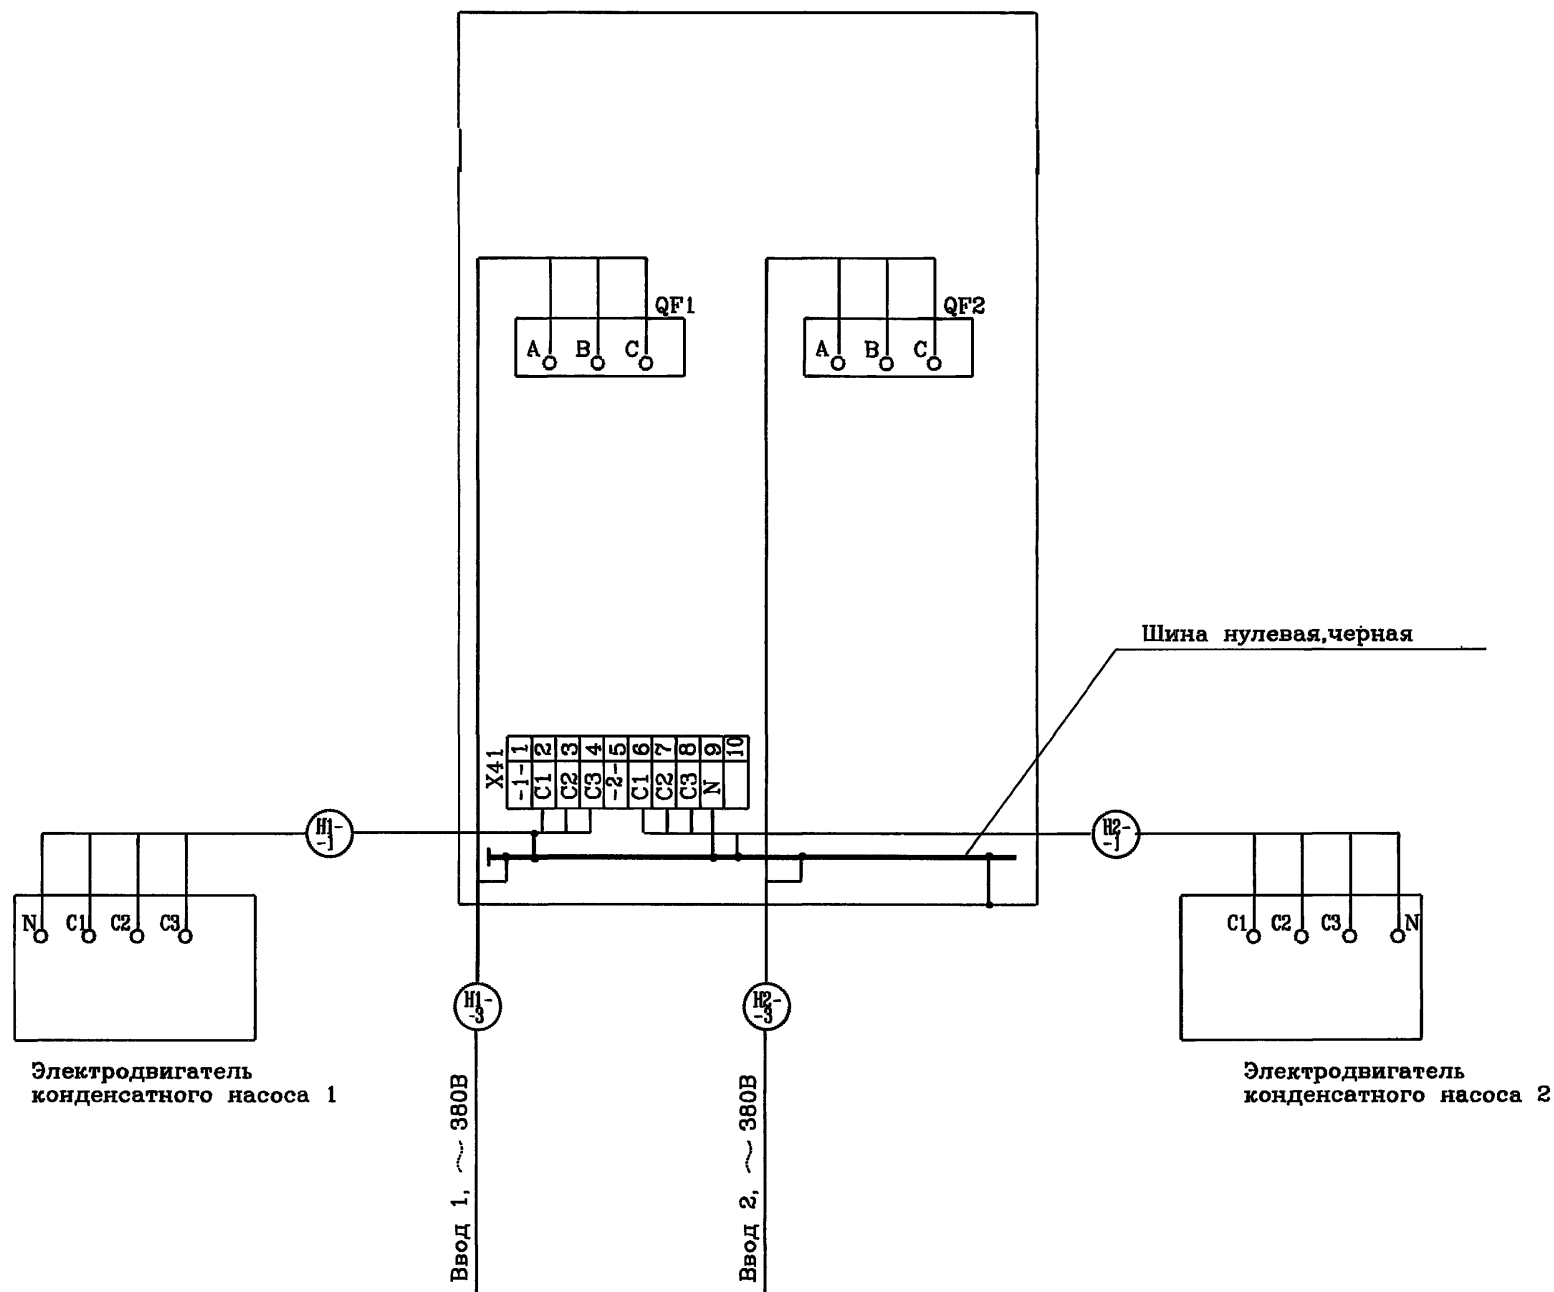 QF1
A B C
QF2
A B C
Шина нулевая,черная
X41
1 2 3 4 5 6 7 8 9 10
-1- C1 C2 C3 -2- C1 C2 C3 N
H1-
-1
H2-
-1
N C1 C2 C3
C1 C2 C3 N
H1-
-3
H2-
-3
Электродвигатель
конденсатного насоса 1
Электродвигатель
конденсатного насоса 2
Ввод 1, ~ 380В
Ввод 2, ~ 380В